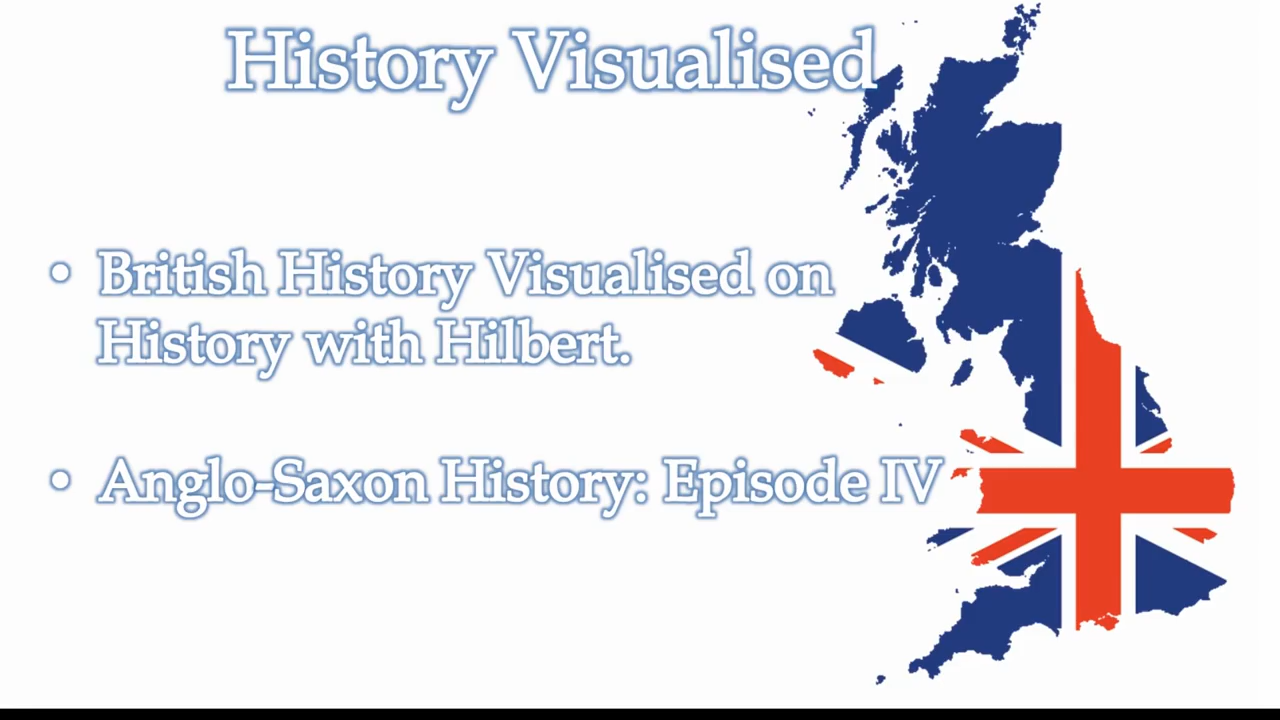 History Visualised
• British History Visualised on
History with Hilbert.
• Anglo-Saxon History: Episode IV